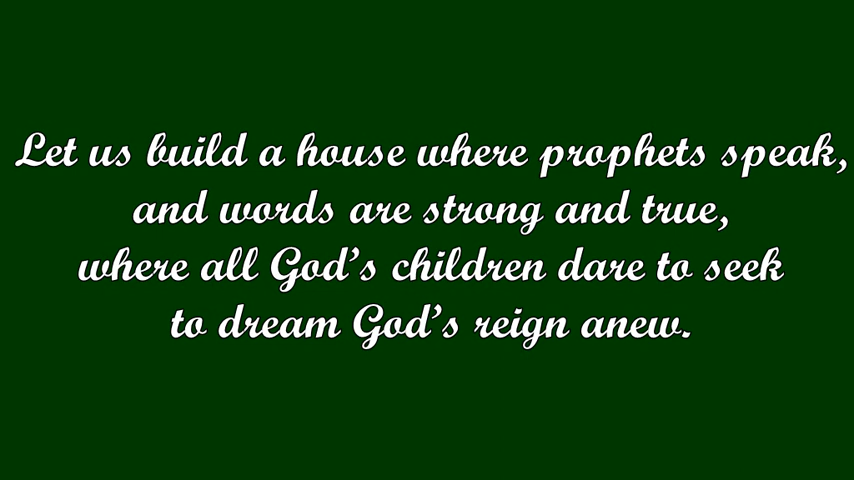 Let us build a house where prophets speak,
and words are strong and true,
where all God’s children dare to seek
to dream God’s reign anew.